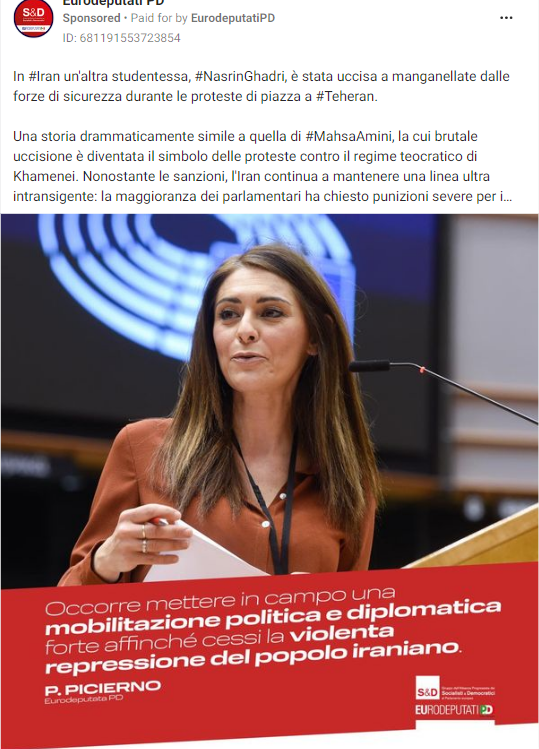 Eurodeputati PD
Sponsored • Paid for by EurodeputatiPD
ID: 681191553723854
In #Iran un'altra studentessa, #NasrinGhadri, è stata uccisa a manganellate dalle
forze di sicurezza durante le proteste di piazza a #Teheran.
Una storia drammaticamente simile a quella di #MahsaAmini, la cui brutale
uccisione è diventata il simbolo delle proteste contro il regime teocratico di
Khamenei. Nonostante le sanzioni, l'Iran continua a mantenere una linea ultra
intransigente: la maggioranza dei parlamentari ha chiesto punizioni severe per i...
Occorre mettere in campo una
mobilitazione politica e diplomatica
forte affinché cessi la violenta
repressione del popolo iraniano.
P. PICIERNO
Eurodeputata PD
S&D
Socialisti e Democratici
EURODEPUTATI PD